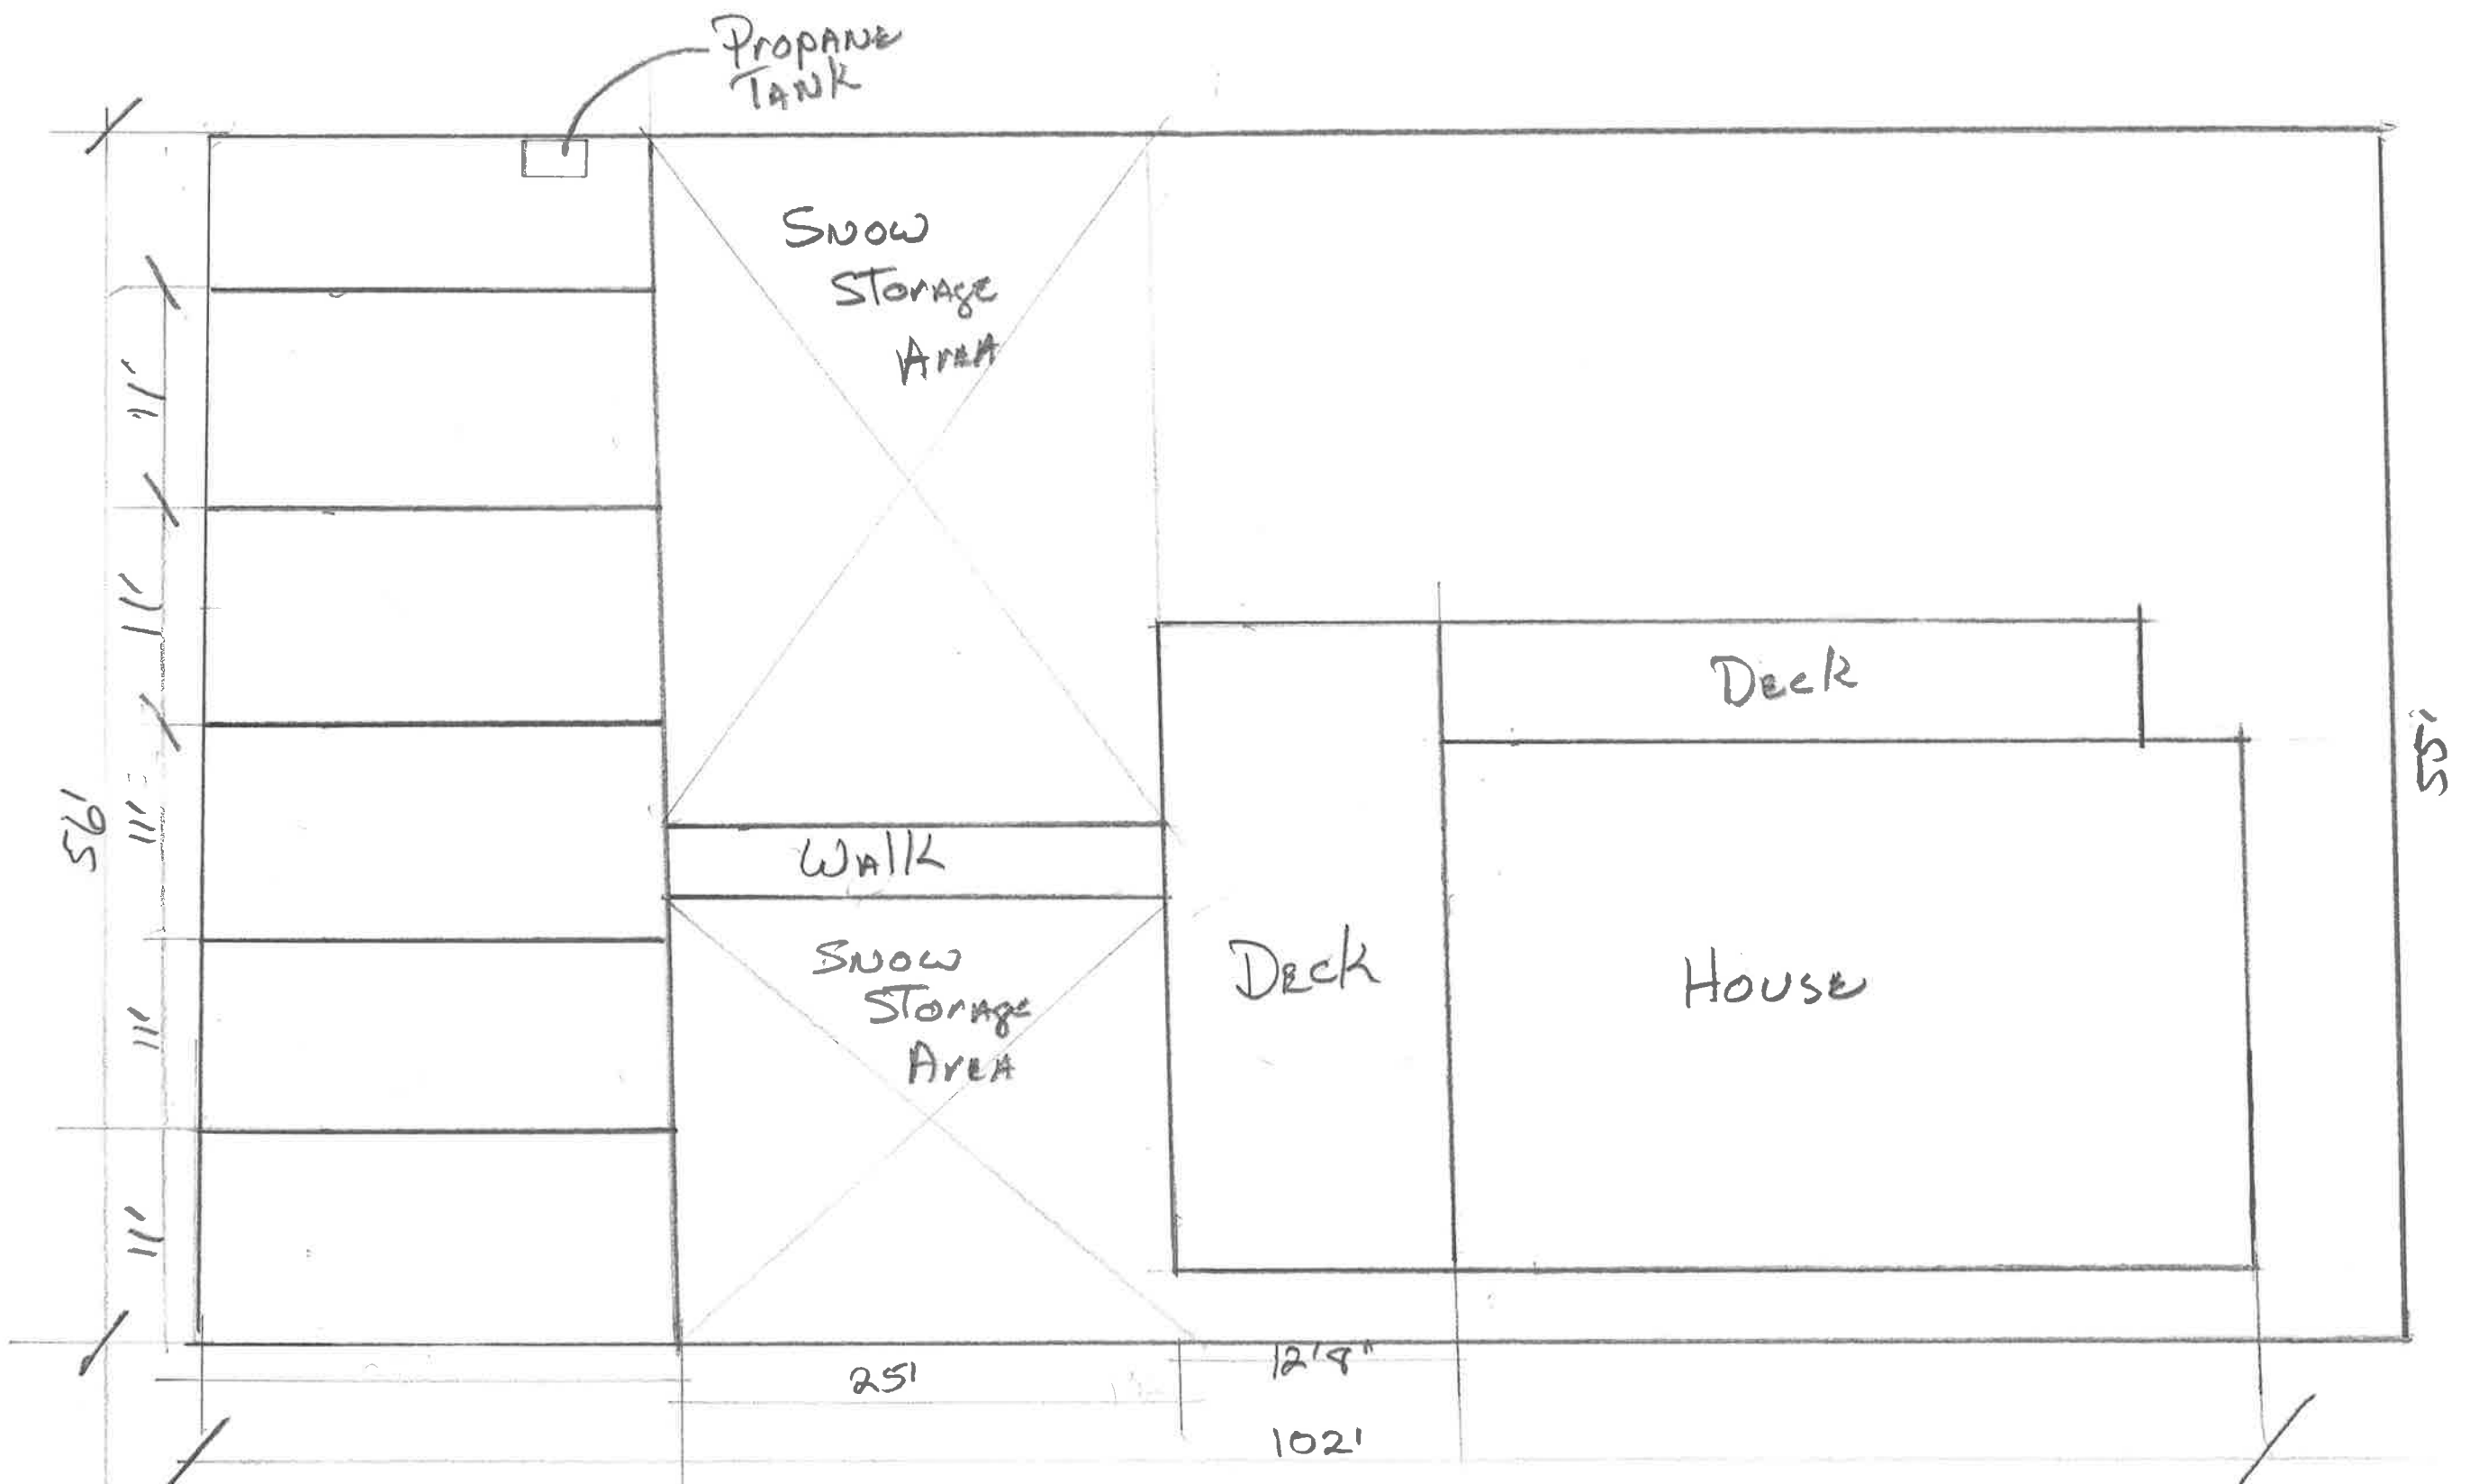 Propane
Tank
Snow
Storage
Area
11'
11'
11'
11'
11'
56'
55'
Deck
Walk
Snow
Storage
Area
Deck
House
25'
12'8"
102'